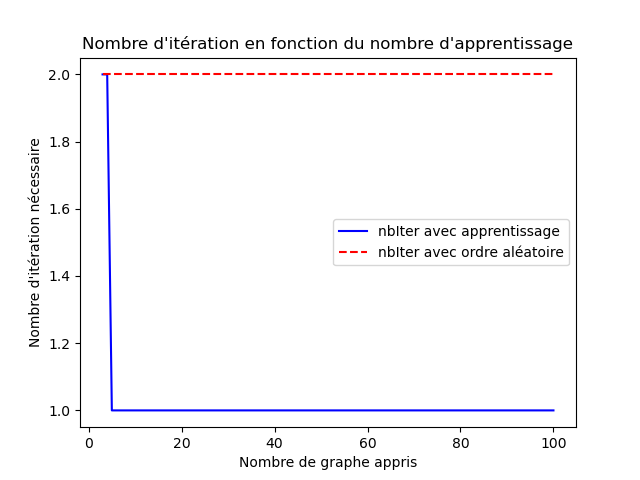 Nombre d'itération en fonction du nombre d'apprentissage
2.0
1.8
1.6
1.4
1.2
1.0
Nombre d'itération nécessaire
nbIter avec apprentissage
nbIter avec ordre aléatoire
0 20 40 60 80 100
Nombre de graphe appris